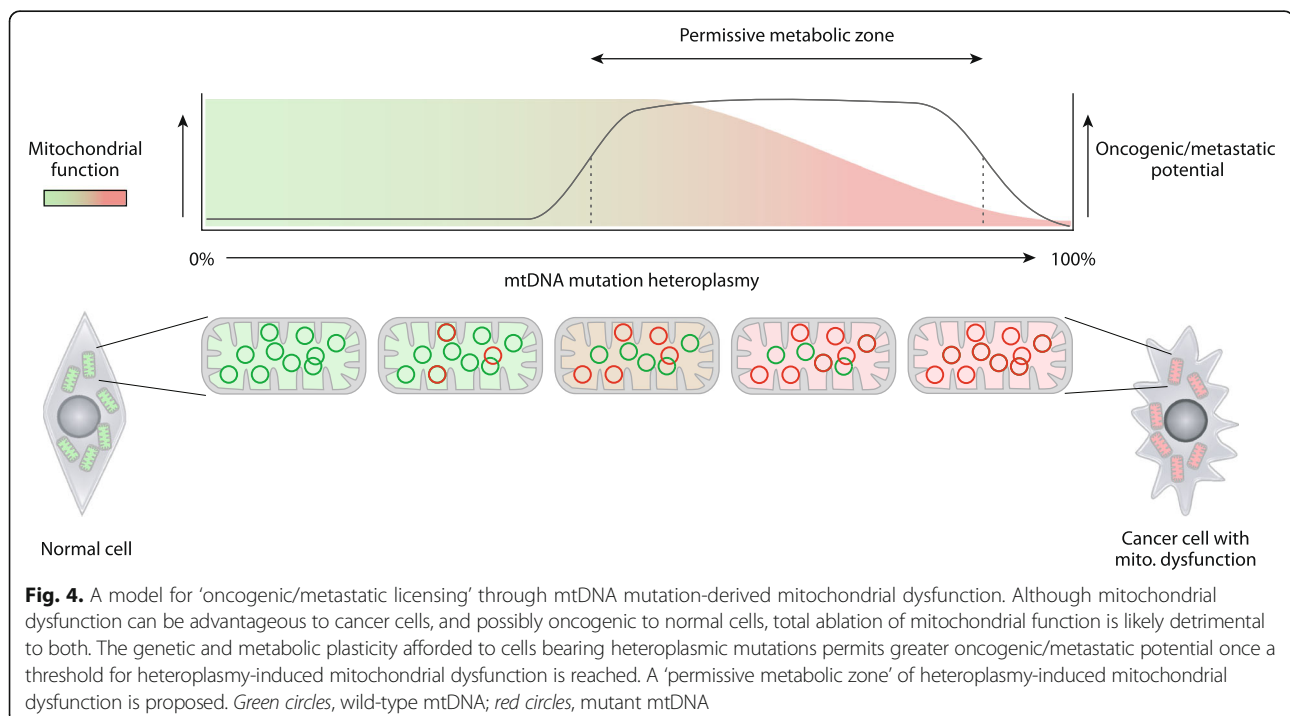 Permissive metabolic zone
Mitochondrial
function
Oncogenic/metastatic
potential
0%
100%
mtDNA mutation heteroplasmy
Normal cell
Cancer cell with
mito. dysfunction
Fig. 4. A model for ‘oncogenic/metastatic licensing’ through mtDNA mutation-derived mitochondrial dysfunction. Although mitochondrial
dysfunction can be advantageous to cancer cells, and possibly oncogenic to normal cells, total ablation of mitochondrial function is likely detrimental
to both. The genetic and metabolic plasticity afforded to cells bearing heteroplasmic mutations permits greater oncogenic/metastatic potential once a
threshold for heteroplasmy-induced mitochondrial dysfunction is reached. A ‘permissive metabolic zone’ of heteroplasmy-induced mitochondrial
dysfunction is proposed. Green circles, wild-type mtDNA; red circles, mutant mtDNA